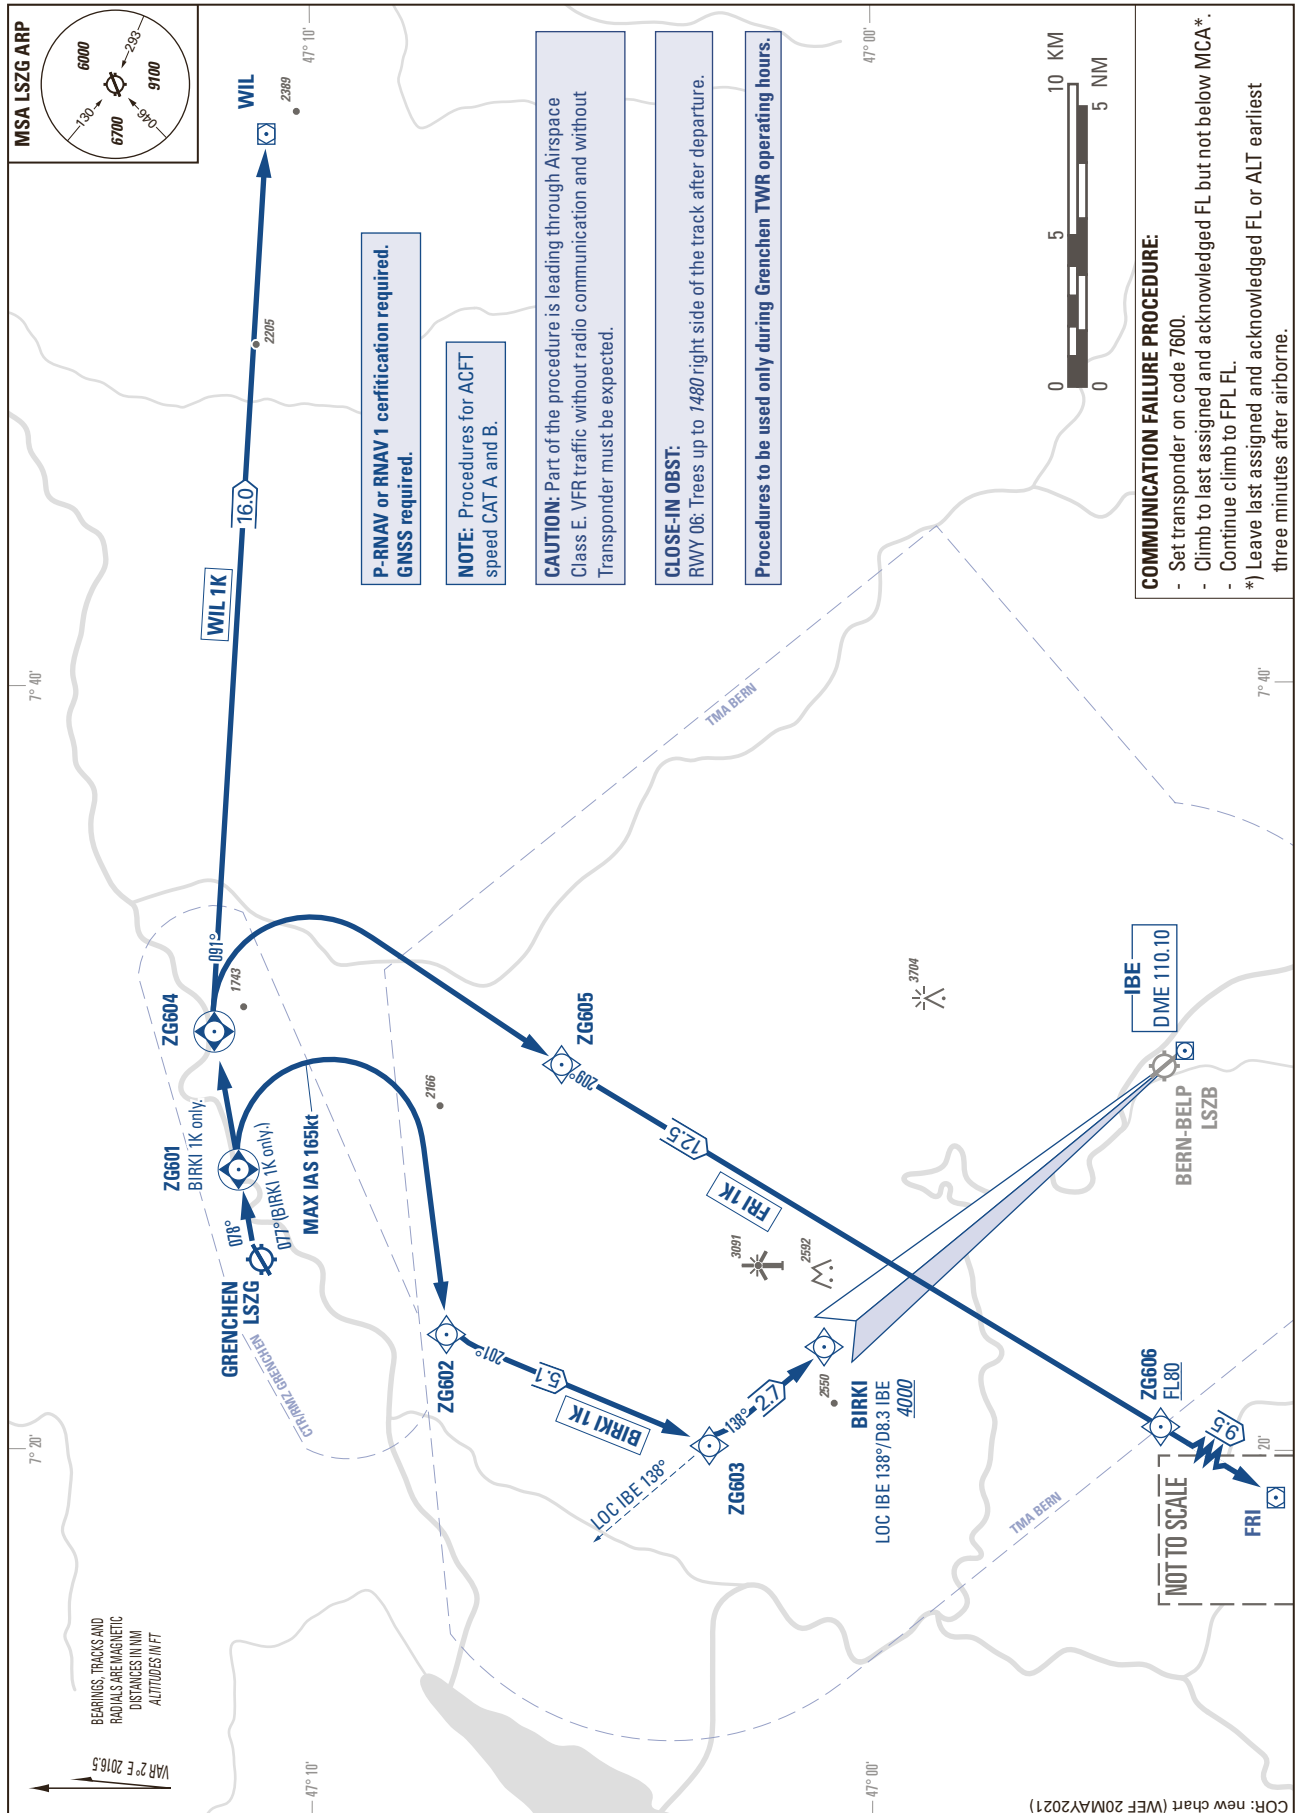 MSA LSZG ARP
6000
293
130
9100
6700
040
47° 10'
WIL
2389
47° 00'
2205
P-RNAV or RNAV 1 cerfitication required.
GNSS required.
NOTE: Procedures for ACFT
speed CAT A and B.
CAUTION: Part of the procedure is leading through Airspace
Class E. VFR traffic without radio communication and without
Transponder must be expected.
CLOSE-IN OBST:
RWY 06: Trees up to 1480 right side of the track after departure.
Procedures to be used only during Grenchen TWR operating hours.
0 5 10 KM
0 5 NM
COMMUNICATION FAILURE PROCEDURE:
- Set transponder on code 7600.
- Climb to last assigned and acknowledged FL but not below MCA*.
- Continue climb to FPL FL.
*) Leave last assigned and acknowledged FL or ALT earliest
three minutes after airborne.
16.0
WIL 1K
7° 40'
7° 40'
TMA BERN
091°
ZG604
1743
ZG601
BIRKI 1K only.
078°
077°(BIRKI 1K only.)
MAX IAS 165kt
GRENCHEN
LSZG
CTR/RMZ GRENCHEN
2166
ZG605
209°
12.5
FRI 1K
3704
IBE
DME 110.10
BERN-BELP
LSZB
3091
2592
ZG602
201°
5.1
BIRKI 1K
ZG603
LOC IBE 138°
138°
2.7
2550
BIRKI
LOC IBE 138°/D8.3 IBE
4000
ZG606
FL80
9.5
FRI
NOT TO SCALE
TMA BERN
7° 20'
20'
BEARINGS, TRACKS AND
RADIALS ARE MAGNETIC
DISTANCES IN NM
ALTITUDES IN FT
VAR 2° E 2016.5
47° 10'
47° 00'
COR: new chart (WEF 20MAY2021)